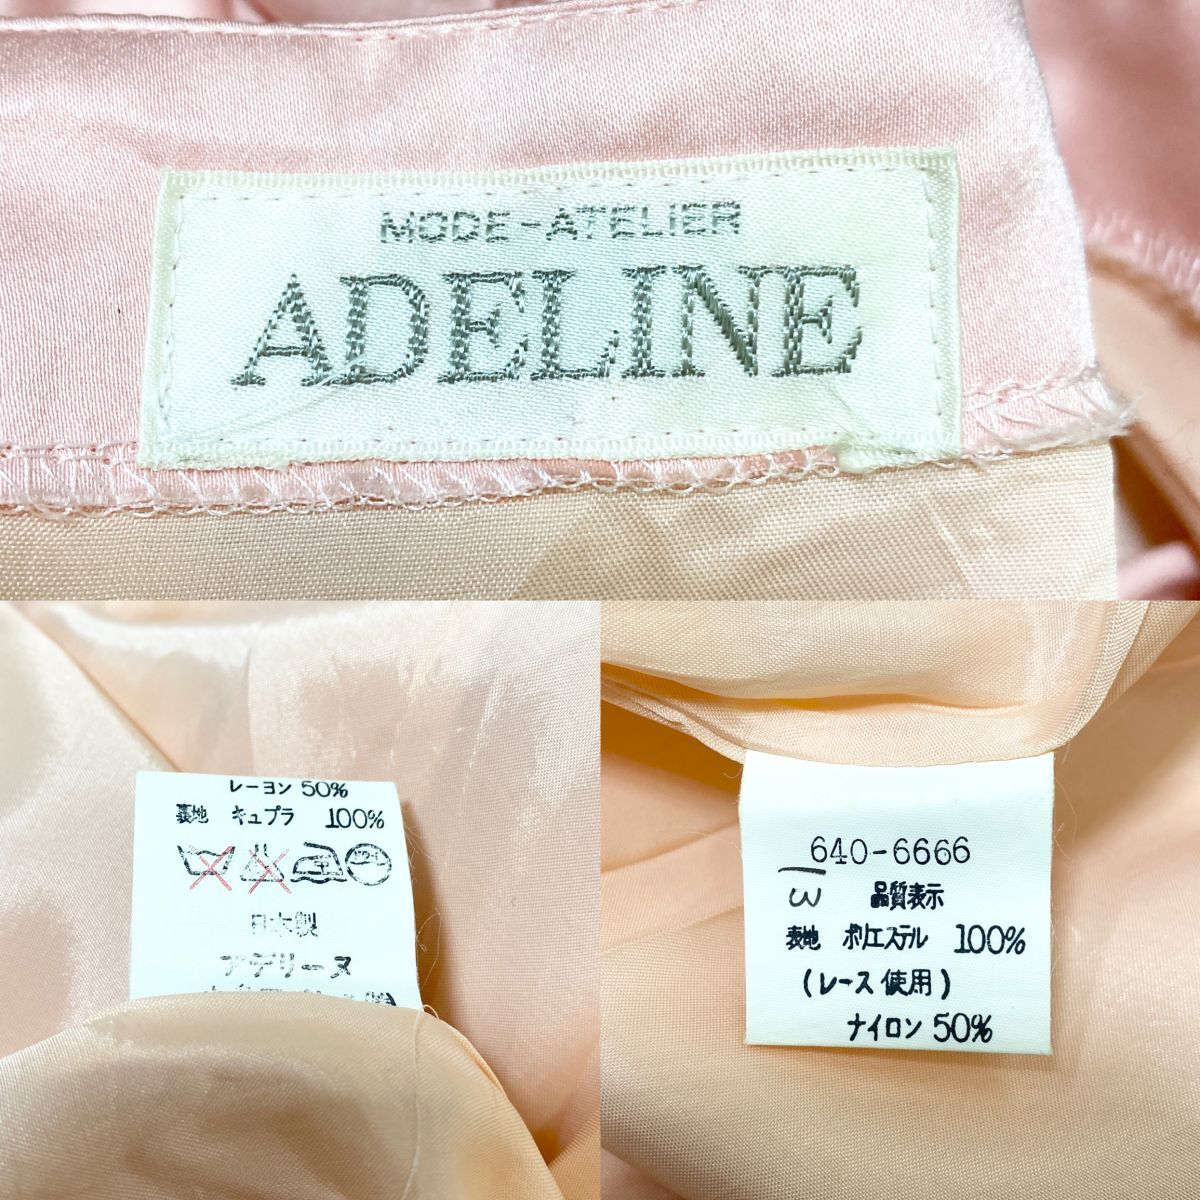 MODE-ATELIER
ADELINE
レーヨン 50%
裏地 キュプラ 100%
日本製
アデリーヌ
640-6666
3 品質表示
表地 ポリエステル 100%
(レース使用)
ナイロン 50%